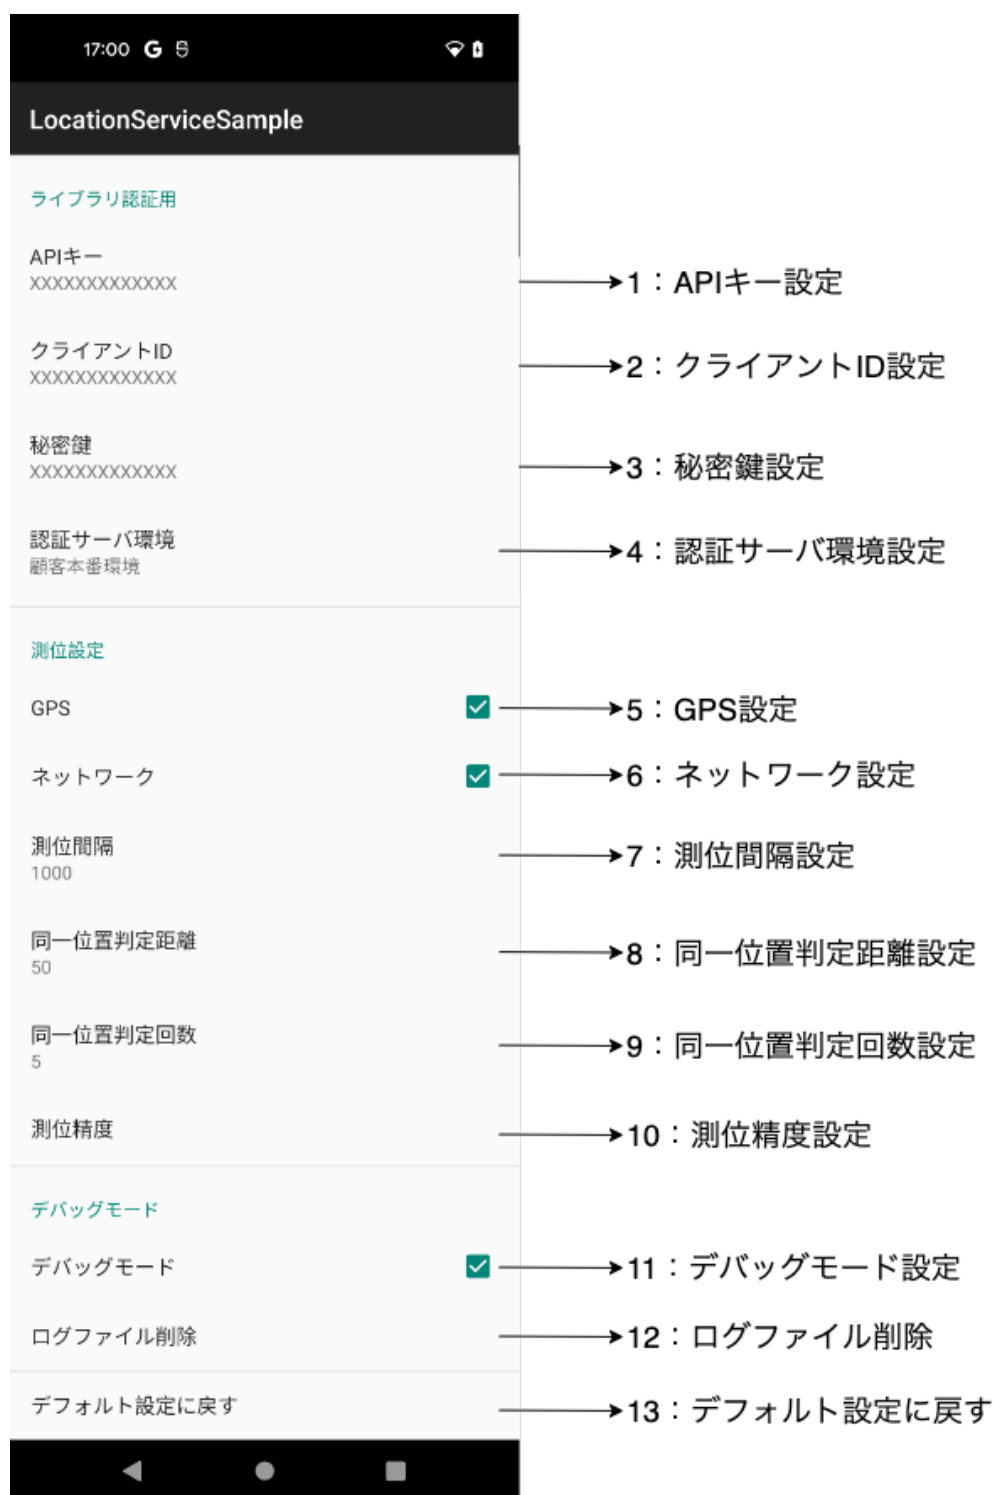 17:00 G
LocationServiceSample
ライブラリ認証用
APIキー
XXXXXXXXXXXXX
1：APIキー設定
クライアントID
XXXXXXXXXXXXX
2：クライアントID設定
秘密鍵
XXXXXXXXXXXXX
3：秘密鍵設定
認証サーバ環境
顧客本番環境
4：認証サーバ環境設定
測位設定
GPS
5：GPS設定
ネットワーク
6：ネットワーク設定
測位間隔
1000
7：測位間隔設定
同一位置判定距離
50
8：同一位置判定距離設定
同一位置判定回数
5
9：同一位置判定回数設定
測位精度
10：測位精度設定
デバッグモード
デバッグモード
11：デバッグモード設定
ログファイル削除
12：ログファイル削除
デフォルト設定に戻す
13：デフォルト設定に戻す